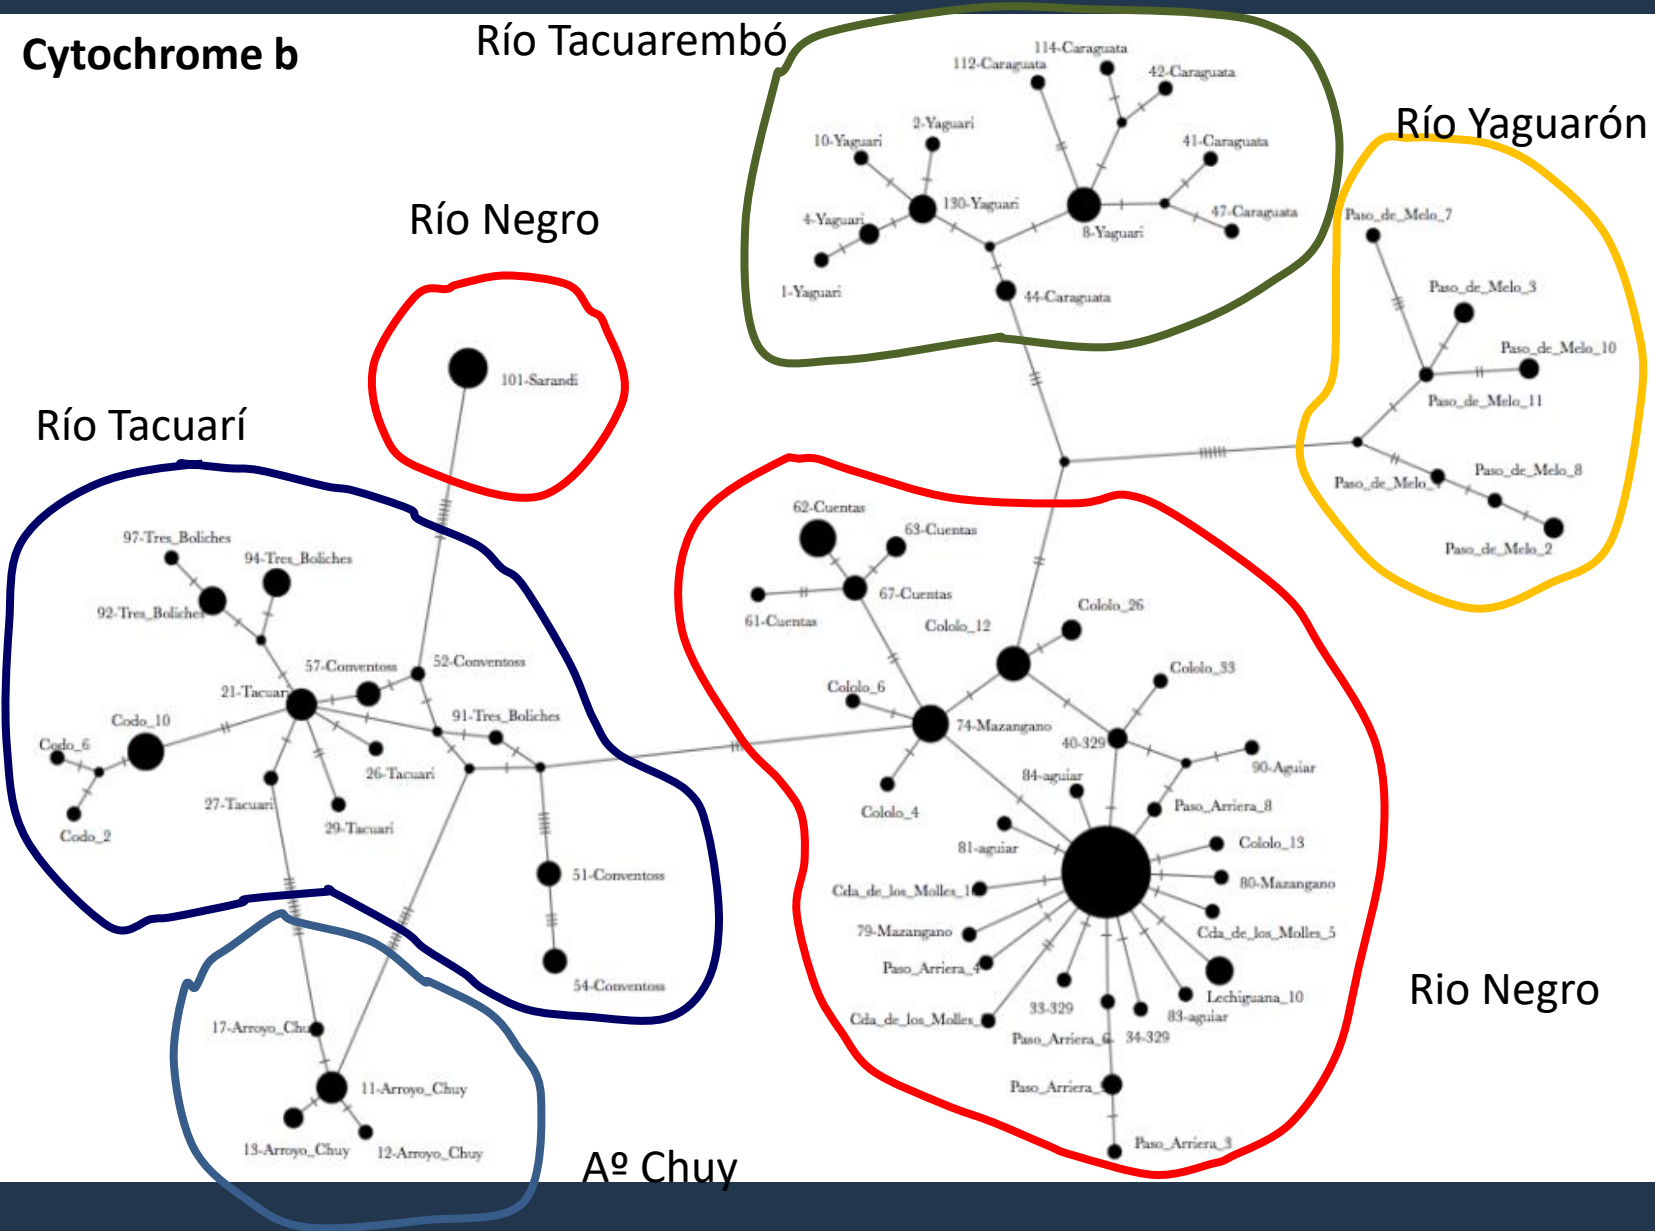 Cytochrome b
Río Tacuarembó
114-Caraguata
112-Caraguata
42-Caraguata
2-Yaguari
10-Yaguari
41-Caraguata
4-Yaguari
130-Yaguari
47-Caraguata
8-Yaguari
1-Yaguari
44-Caraguata
Río Yaguarón
Paso_de_Melo_7
Paso_de_Melo_3
Paso_de_Melo_10
Paso_de_Melo_11
Paso_de_Melo_8
Paso_de_Melo_
Paso_de_Melo_2
Río Negro
101-Sarandi
Río Tacuarí
97-Tres_Boliches
94-Tres_Boliches
92-Tres_Boliches
57-Conventoss
52-Conventoss
21-Tacuari
91-Tres_Boliches
Codo_10
Codo_6
26-Tacuari
27-Tacuari
29-Tacuari
Codo_2
51-Conventoss
54-Conventoss
17-Arroyo_Chu
11-Arroyo_Chuy
13-Arroyo_Chuy
12-Arroyo_Chuy
Aº Chuy
62-Cuentas
63-Cuentas
67-Cuentas
61-Cuentas
Cololo_12
Cololo_26
Cololo_33
Cololo_6
74-Mazangano
40-329
90-Aguiar
84-aguiar
Paso_Arriera_8
Cololo_4
81-aguiar
Cololo_13
80-Mazangano
Cda_de_los_Molles_1
79-Mazangano
Cda_de_los_Molles_5
Paso_Arriera_4
Lechiguana_10
33-329
83-aguiar
Cda_de_los_Molles_
Paso_Arriera_6
34-329
Paso_Arriera_
Paso_Arriera_3
Rio Negro